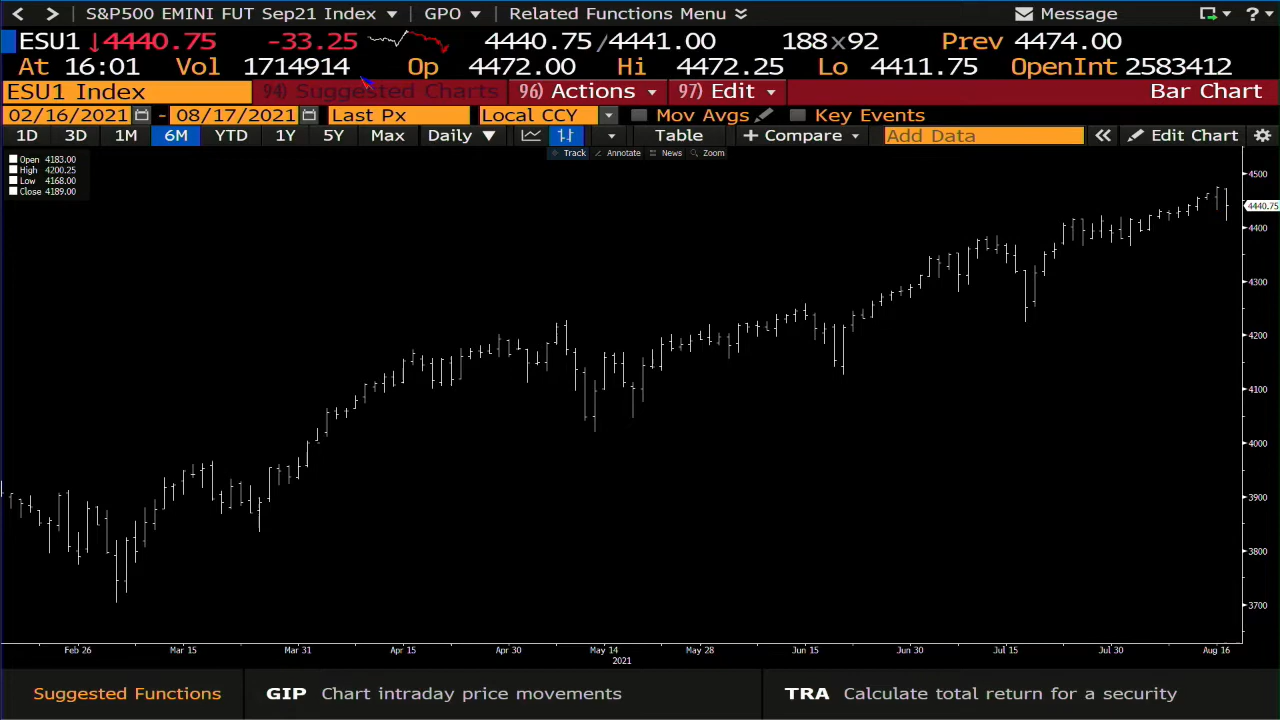 S&P500 EMINI FUT Sep21 Index GPO Related Functions Menu Message ?
ESU1 ↓4440.75 -33.25 4440.75/4441.00 188x92 Prev 4474.00
At 16:01 Vol 1714914 Op 4472.00 Hi 4472.25 Lo 4411.75 OpenInt 2583412
ESU1 Index 94) Suggested Charts 96) Actions 97) Edit Bar Chart
02/16/2021 - 08/17/2021 Last Px Local CCY Mov Avgs Key Events
1D 3D 1M 6M YTD 1Y 5Y Max Daily ▼ Table + Compare Add Data « Edit Chart
Track Annotate News Zoom
Open 4183.00
High 4200.25
Low 4168.00
Close 4189.00
4500
4440.75
4400
4300
4200
4100
4000
3900
3800
3700
Feb 26 Mar 15 Mar 31 Apr 15 Apr 30 May 14 May 28 Jun 15 Jun 30 Jul 15 Jul 30 Aug 16
2021
Suggested Functions GIP Chart intraday price movements TRA Calculate total return for a security